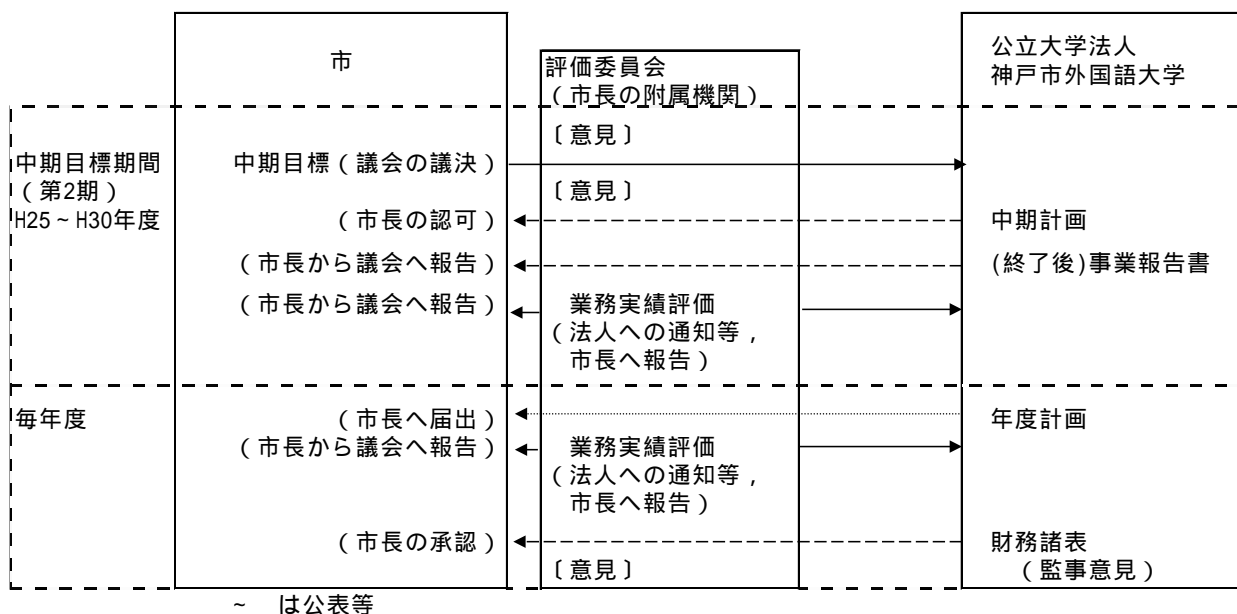 市
評価委員会
(市長の附属機関)
公立大学法人
神戸市外国語大学
〔意見〕
中期目標期間
(第2期)
H25~H30年度
中期目標(議会の議決)
〔意見〕
(市長の認可)
中期計画
(市長から議会へ報告)
(終了後)事業報告書
(市長から議会へ報告)
業務実績評価
(法人への通知等,
市長へ報告)
毎年度
(市長へ届出)
年度計画
(市長から議会へ報告)
業務実績評価
(法人への通知等,
市長へ報告)
(市長の承認)
財務諸表
(監事意見)
〔意見〕
~ は公表等